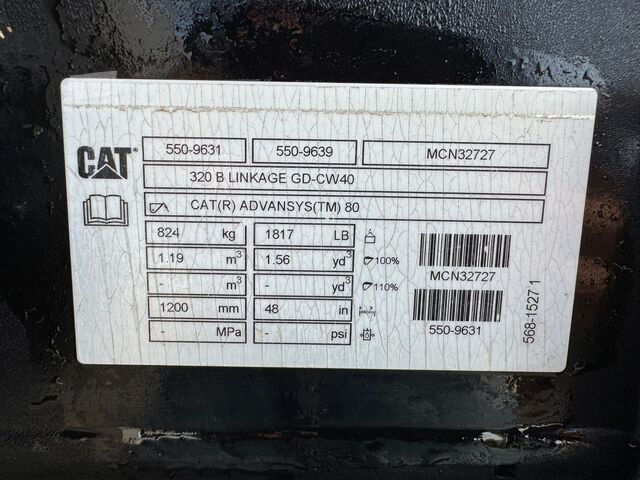 CAT®
550-9631 550-9639 MCN32727
320 B LINKAGE GD-CW40
CAT(R) ADVANSYS(TM) 80
824 kg 1817 LB
1.19 m³ 1.56 yd³ 100%
- m³ - yd³ 110%
1200 mm 48 in
- MPa - psi
MCN32727
550-9631
568-1527 1